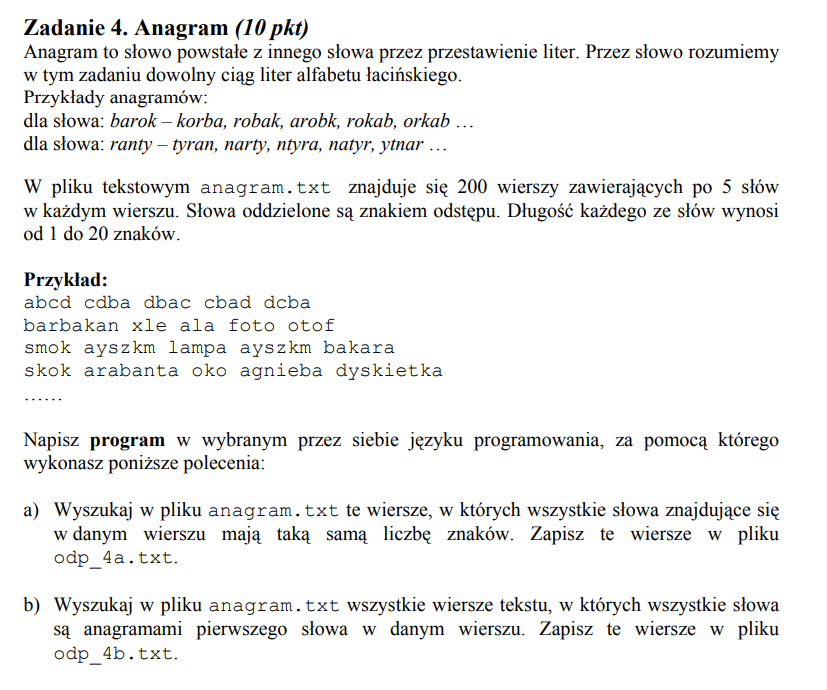 Zadanie 4. Anagram (10 pkt)
Anagram to słowo powstałe z innego słowa przez przestawienie liter. Przez słowo rozumiemy
w tym zadaniu dowolny ciąg liter alfabetu łacińskiego.
Przykłady anagramów:
dla słowa: barok – korba, robak, arobk, rokab, orkab …
dla słowa: ranty – tyran, narty, ntyra, natyr, ytnar …
W pliku tekstowym anagram.txt znajduje się 200 wierszy zawierających po 5 słów
w każdym wierszu. Słowa oddzielone są znakiem odstępu. Długość każdego ze słów wynosi
od 1 do 20 znaków.
Przykład:
abcd cdba dbac cbad dcba
barbakan xle ala foto otof
smok ayszkm lampa ayszkm bakara
skok arabanta oko agnieba dyskietka
……
Napisz program w wybranym przez siebie języku programowania, za pomocą którego
wykonasz poniższe polecenia:
a) Wyszukaj w pliku anagram.txt te wiersze, w których wszystkie słowa znajdujące się
w danym wierszu mają taką samą liczbę znaków. Zapisz te wiersze w pliku
odp_4a.txt.
b) Wyszukaj w pliku anagram.txt wszystkie wiersze tekstu, w których wszystkie słowa
są anagramami pierwszego słowa w danym wierszu. Zapisz te wiersze w pliku
odp_4b.txt.